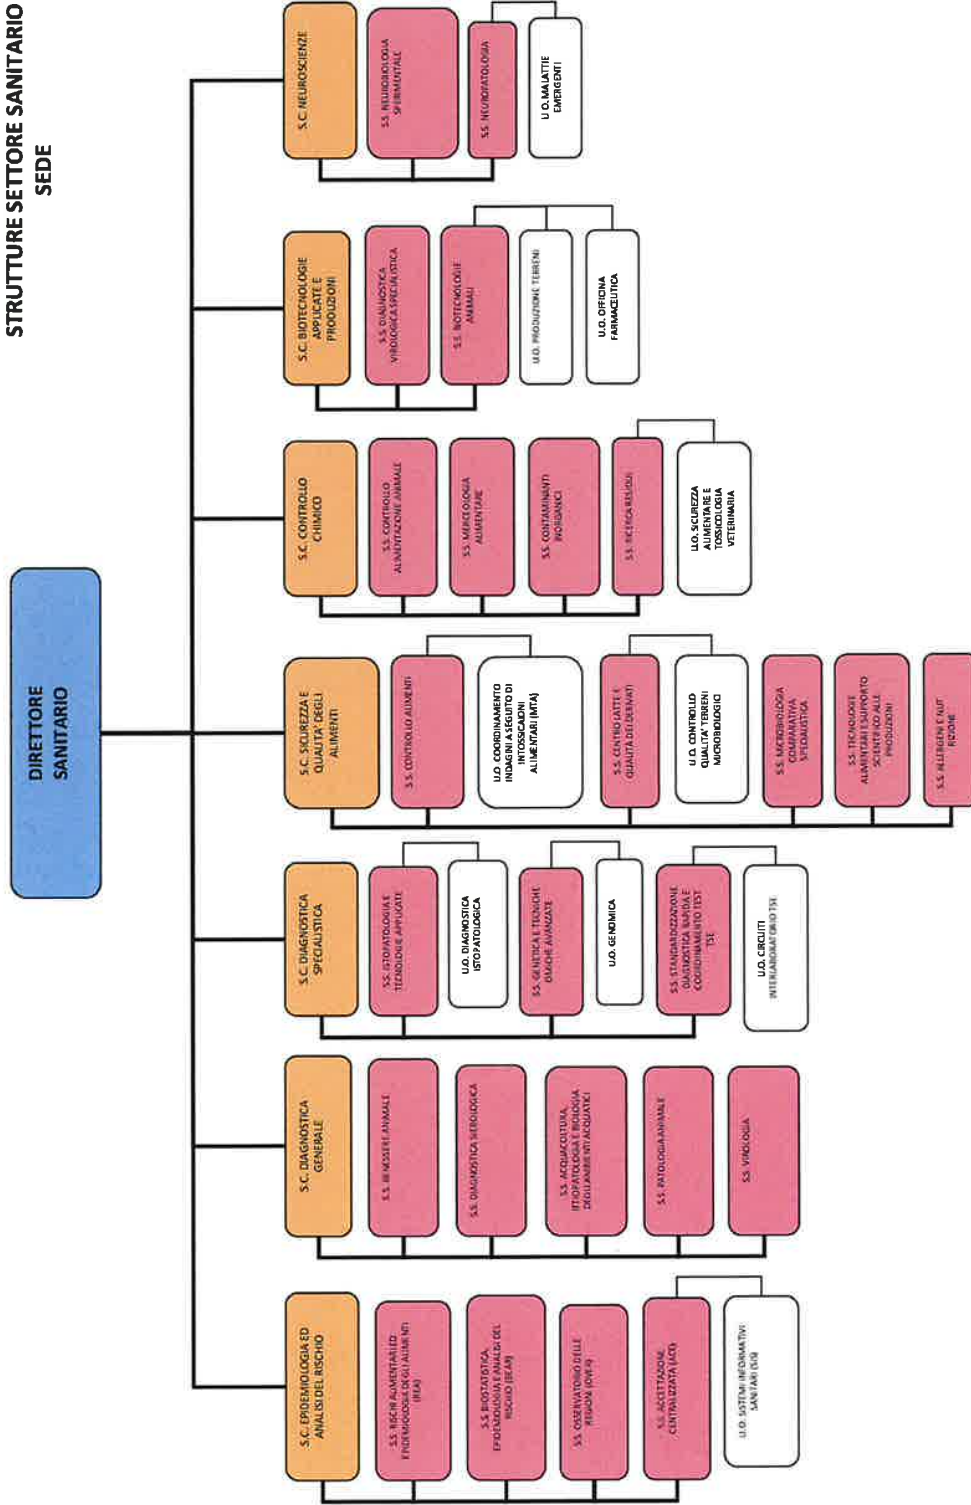 STRUTTURE SETTORE SANITARIO
SEDE
DIRETTORE
SANITARIO
S.C. EPIDEMIOLOGIA ED
ANALISI DEL RISCHIO
S.S. RISCHI ALIMENTARI ED
EPIDEMIOLOGIA DEGLI ALIMENTI
(REA)
S.S. BIOSTATISTICA,
EPIDEMIOLOGIA E ANALISI DEL
RISCHIO (BEAR)
S.S. OSSERVATORIO DELLE
REGIONI (OVER)
S.S. ACCETTAZIONE
CENTRALIZZATA (ACE)
U.O. SISTEMI INFORMATIVI
SANITARI (SIS)
S.C. DIAGNOSTICA
GENERALE
S.S. BENESSERE ANIMALE
S.S. DIAGNOSTICA SIEROLOGICA
S.S. ACQUACOLTURA,
ITTIOPATOLOGIA E BIOLOGIA
DEGLI AMBIENTI ACQUATICI
S.S. PATOLOGIA ANIMALE
S.S. VIROLOGIA
S.C. DIAGNOSTICA
SPECIALISTICA
S.S. ISTOPATOLOGIA E
TECNOLOGIE APPLICATE
U.O. DIAGNOSTICA
ISTOPATOLOGICA
S.S. GENETICA E TECNICHE
OMICHE AVANZATE
U.O. GENOMICA
S.S. STANDARDIZZAZIONE
DIAGNOSTICA RAPIDA E
COORDINAMENTO TEST
TSE
U.O. CIRCUITI
INTERLABORATORIO TSE
S.C. SICUREZZA E
QUALITA' DEGLI
ALIMENTI
S.S. CONTROLLO ALIMENTI
U.O. COORDINAMENTO
INDAGINI A SEGUITO DI
INTOSSICAIONI
ALIMENTARI (MTA)
S.S. CENTRO LATTE E
QUALITA DEI DERIVATI
U.O. CONTROLLO
QUALITA' TERRENI
MICROBIOLOGICI
S.S. MICROBIOLOGIA
COMPARATIVA
SPECIALISTICA
S.S. TECNOLOGIE
ALIMENTARI E SUPPORTO
SCIENTIFICO ALLE
PRODUZIONI
S.S. ALLERGENI E NUT
RIZIONE
S.C. CONTROLLO
CHIMICO
S.S. CONTROLLO
ALIMENTAZIONE ANIMALE
S.S. MERCEOLOGIA
ALIMENTARE
S.S. CONTAMINANTI
INORGANICI
S.S. RICERCA RESIDUI
U.O. SICUREZZA
ALIMENTARE E
TOSSICOLOGIA
VETERINARIA
S.C. BIOTECNOLOGIE
APPLICATE E
PRODUZIONI
S.S. DIAGNOSTICA
VIROLOGICA SPECIALISTICA
S.S. BIOTECNOLOGIE
ANIMALI
U.O. PRODUZIONE TERRENI
U.O. OFFICINA
FARMACEUTICA
S.C. NEUROSCIENZE
S.S. NEUROBIOLOGIA
SPERIMENTALE
S.S. NEUROPATOLOGIA
U.O. MALATTIE
EMERGENTI